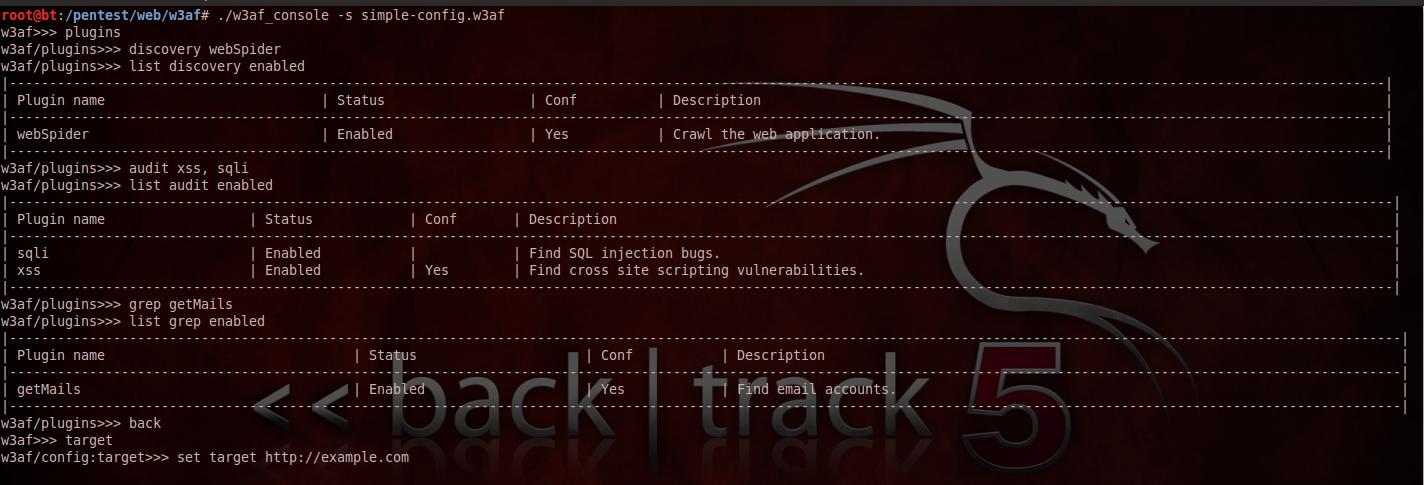 root@bt:/pentest/web/w3af# ./w3af_console -s simple-config.w3af
w3af>>> plugins
w3af/plugins>>> discovery webSpider
w3af/plugins>>> list discovery enabled
|-----------------------------------------------------------------------------|
| Plugin name | Status | Conf | Description |
|-----------------------------------------------------------------------------|
| webSpider | Enabled | Yes | Crawl the web application. |
|-----------------------------------------------------------------------------|
w3af/plugins>>> audit xss, sqli
w3af/plugins>>> list audit enabled
|-----------------------------------------------------------------------------|
| Plugin name | Status | Conf | Description |
|-----------------------------------------------------------------------------|
| sqli | Enabled | | Find SQL injection bugs. |
| xss | Enabled | Yes | Find cross site scripting vulnerabilities. |
|-----------------------------------------------------------------------------|
w3af/plugins>>> grep getMails
w3af/plugins>>> list grep enabled
|-----------------------------------------------------------------------------|
| Plugin name | Status | Conf | Description |
|-----------------------------------------------------------------------------|
| getMails | Enabled | Yes | Find email accounts. |
|-----------------------------------------------------------------------------|
w3af/plugins>>> back
w3af>>> target
w3af/config:target>>> set target http://example.com
<< back | track 5